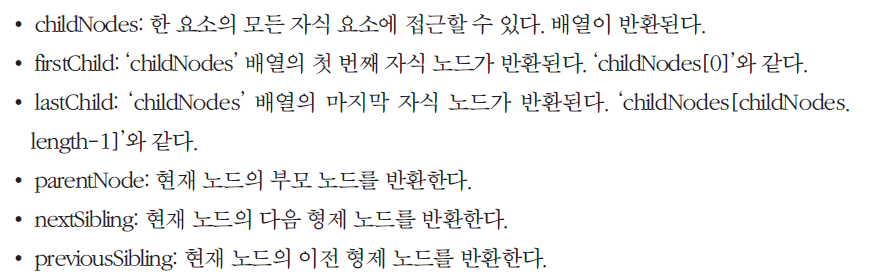 • childNodes: 한 요소의 모든 자식 요소에 접근할 수 있다. 배열이 반환된다.
• firstChild: ‘childNodes’ 배열의 첫 번째 자식 노드가 반환된다. ‘childNodes[0]’와 같다.
• lastChild: ‘childNodes’ 배열의 마지막 자식 노드가 반환된다. ‘childNodes[childNodes.
length-1]’와 같다.
• parentNode: 현재 노드의 부모 노드를 반환한다.
• nextSibling: 현재 노드의 다음 형제 노드를 반환한다.
• previousSibling: 현재 노드의 이전 형제 노드를 반환한다.